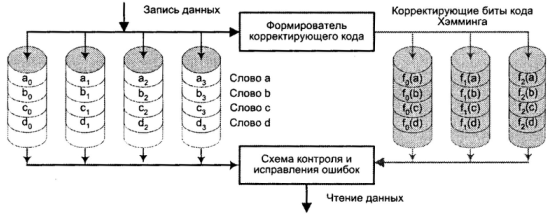 Запись данных
Формирователь
корректирующего кода
Корректирующие биты кода
Хэмминга
a0 a1 a2 a3 Слово a f0(a) f1(a) f2(a)
b0 b1 b2 b3 Слово b f0(b) f1(b) f2(b)
c0 c1 c2 c3 Слово c f0(c) f1(c) f2(c)
d0 d1 d2 d3 Слово d f0(d) f1(d) f2(d)
Схема контроля и
исправления ошибок
Чтение данных